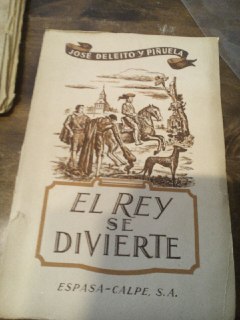 JOSÉ DELEITO Y PIÑUELA
EL REY
SE
DIVIERTE
ESPASA-CALPE, S.A.